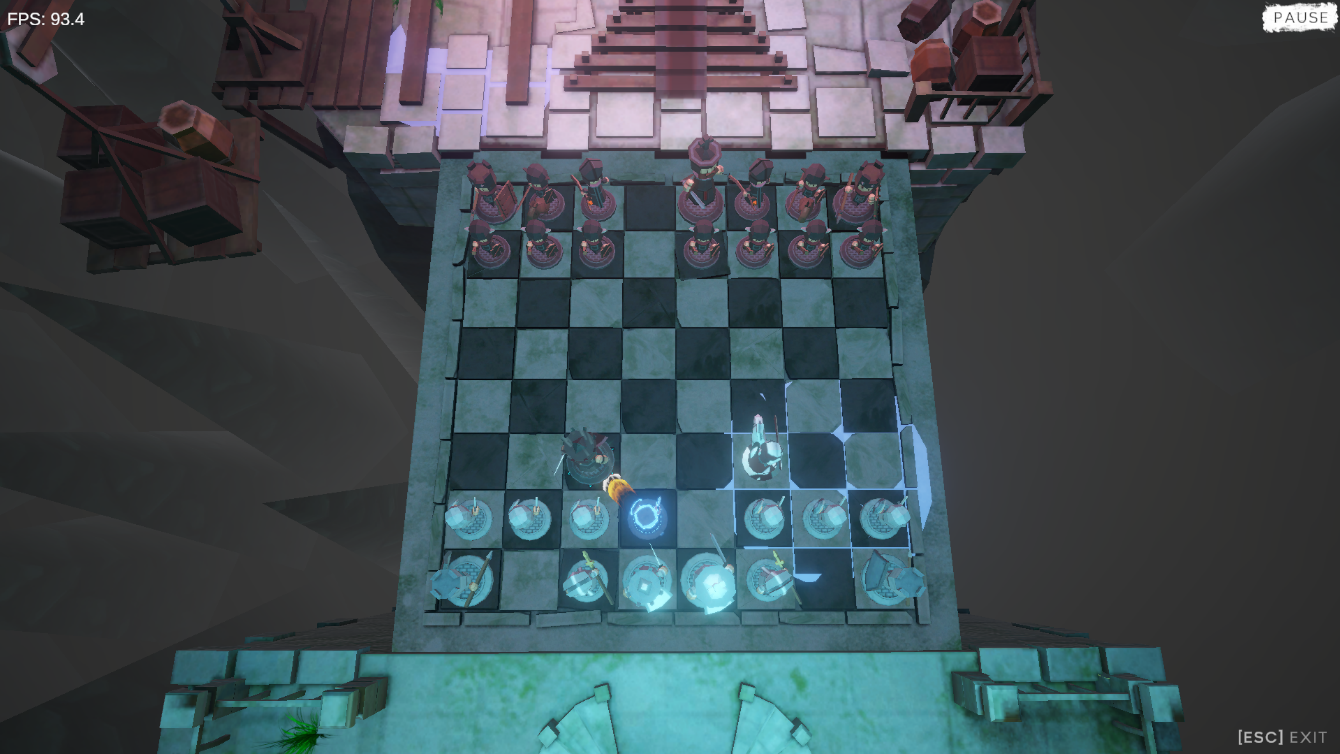 FPS: 93.4
PAUSE
[ESC] EXIT